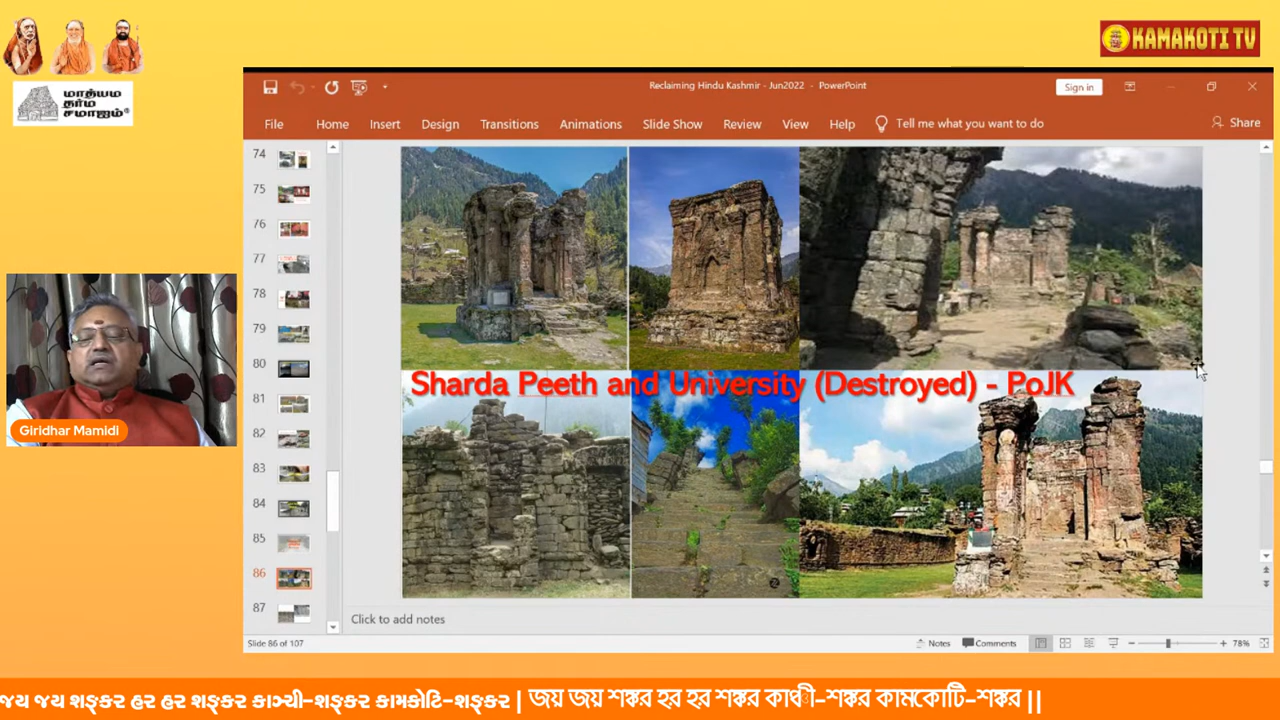 KAMAKOTI TV
மாத்யம
தர்ம
சமாஜம்®
Reclaiming Hindu Kashmir - Jun2022 - PowerPoint
Sign in
File Home Insert Design Transitions Animations Slide Show Review View Help Tell me what you want to do Share
74
75
76
77
78
79
80
81
82
83
84
85
86
87
Sharda Peeth and University (Destroyed) - PoJK
Giridhar Mamidi
Click to add notes
Slide 86 of 107
Notes Comments 78%
જય જય શઙ્કર હર હર શઙ્કર કાઞ્ચી-શઙ્કર કામકોટિ-શઙ્કર | জয় জয় শঙ্কর হর হর শঙ্কর কাঞ্চী-শঙ্কর কামকোটি-শঙ্কর ||